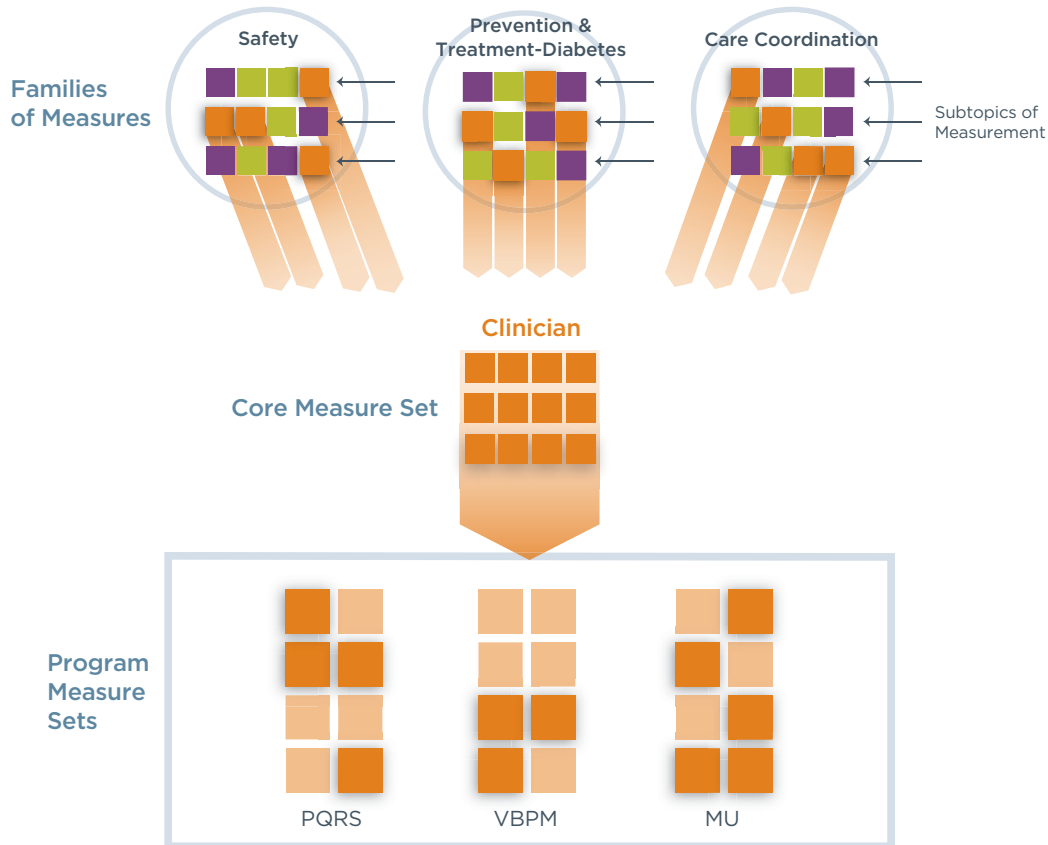 Safety
Prevention &
Treatment-Diabetes
Care Coordination
Families
of Measures
Subtopics of
Measurement
Clinician
Core Measure Set
Program
Measure
Sets
PQRS
VBPM
MU